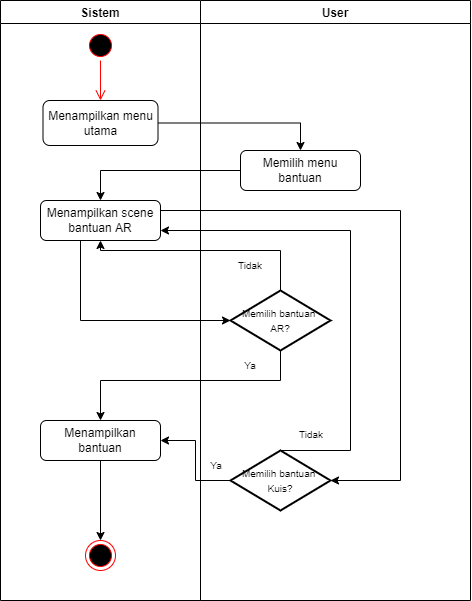 Sistem
User
Menampilkan menu
utama
Memilih menu
bantuan
Menampilkan scene
bantuan AR
Tidak
Memilih bantuan
AR?
Ya
Menampilkan
bantuan
Tidak
Ya
Memilih bantuan
Kuis?